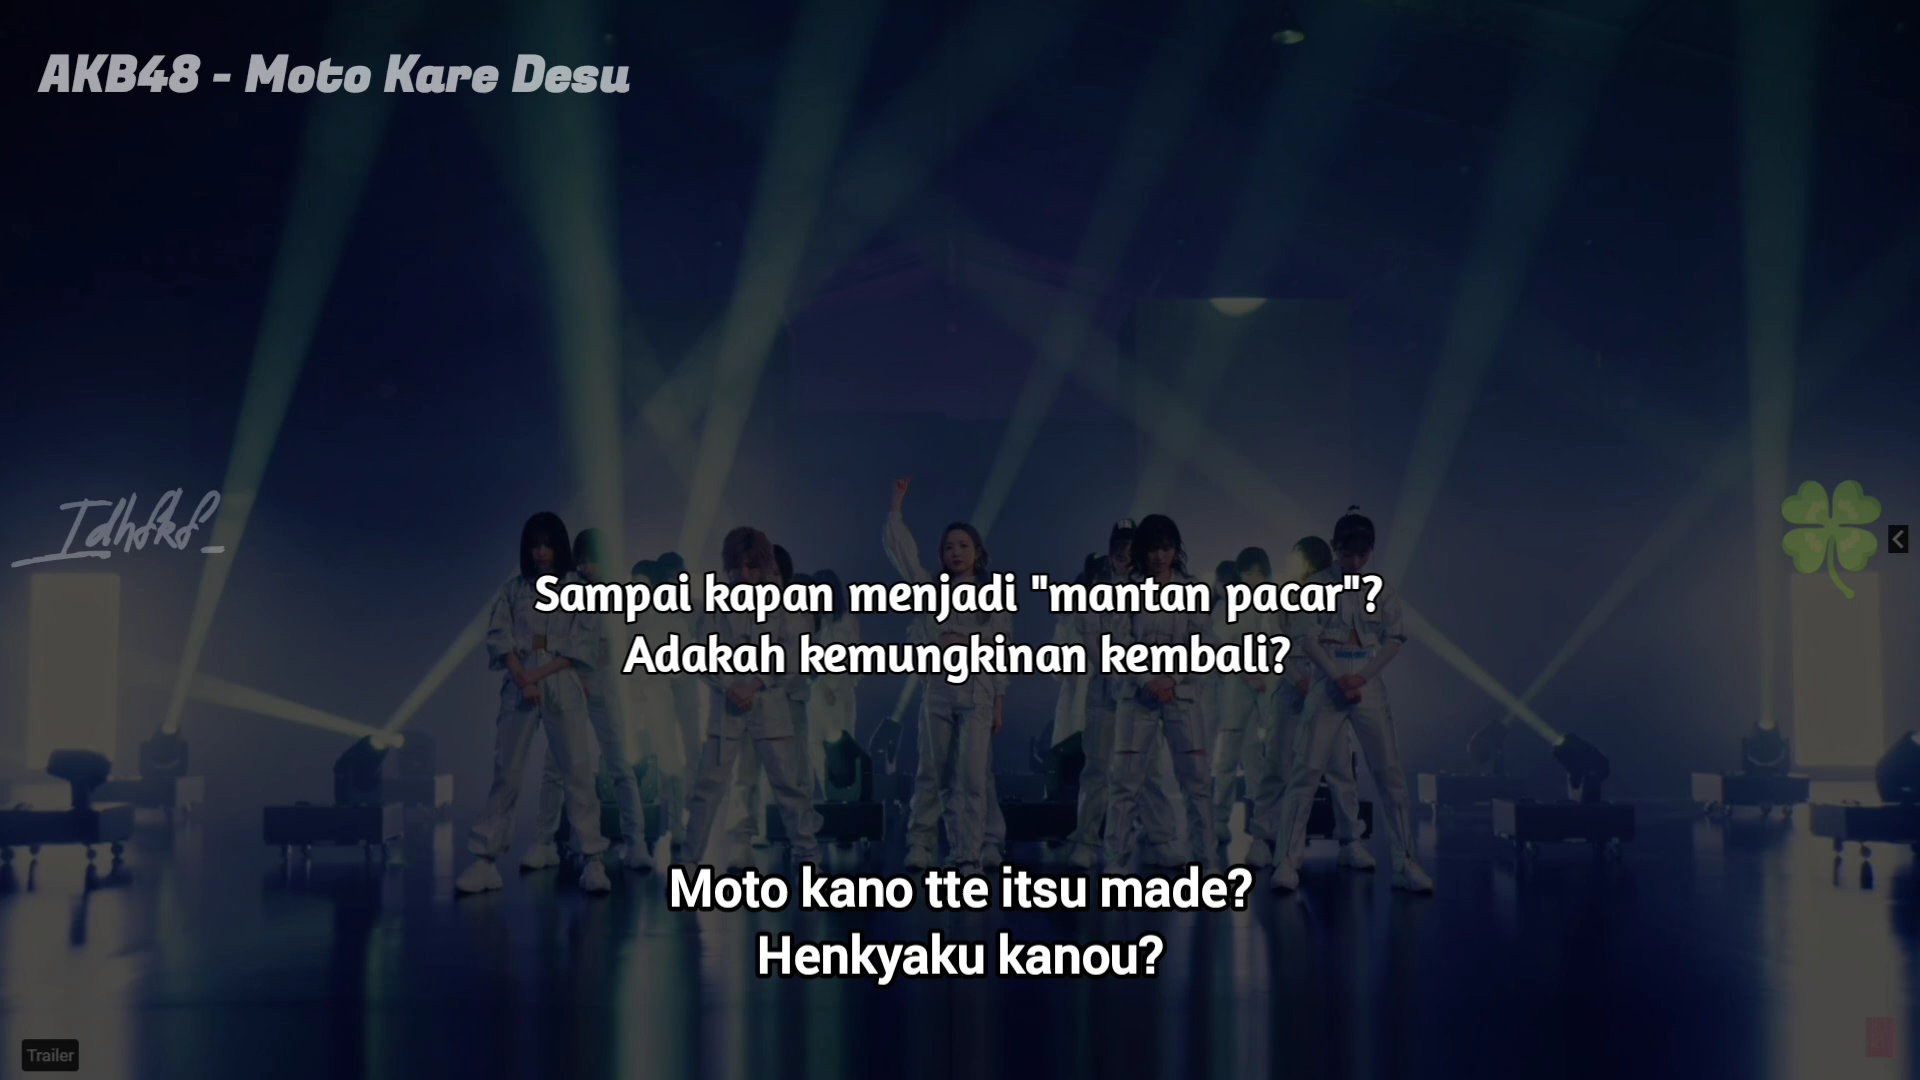 AKB48 - Moto Kare Desu
Idhfkf_
Sampai kapan menjadi "mantan pacar"?
Adakah kemungkinan kembali?
Moto kano tte itsu made?
Henkyaku kanou?
Trailer